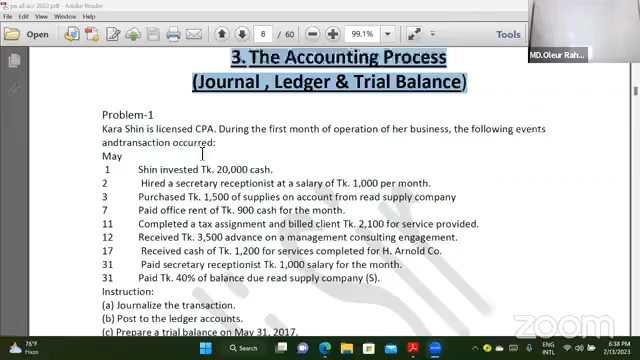 pa all acc 2022.pdf - Adobe Reader
Open
8 / 60
99.1%
Tools
MD.Oleur Rah...
3. The Accounting Process
(Journal , Ledger & Trial Balance)
Problem-1
Kara Shin is licensed CPA. During the first month of operation of her business, the following events
andtransaction occurred:
May
1 Shin invested Tk. 20,000 cash.
2 Hired a secretary receptionist at a salary of Tk. 1,000 per month.
3 Purchased Tk. 1,500 of supplies on account from read supply company
7 Paid office rent of Tk. 900 cash for the month.
11 Completed a tax assignment and billed client Tk. 2,100 for service provided.
12 Received Tk. 3,500 advance on a management consulting engagement.
17 Received cash of Tk. 1,200 for services completed for H. Arnold Co.
31 Paid secretary receptionist Tk. 1,000 salary for the month.
31 Paid Tk. 40% of balance due read supply company (S).
Instruction:
(a) Journalize the transaction.
(b) Post to the ledger accounts.
(c) Prepare a trial balance on May 31, 2017.
zoom
76°F
Haze
Search
ENG
INTL
6:38 PM
2/13/2023